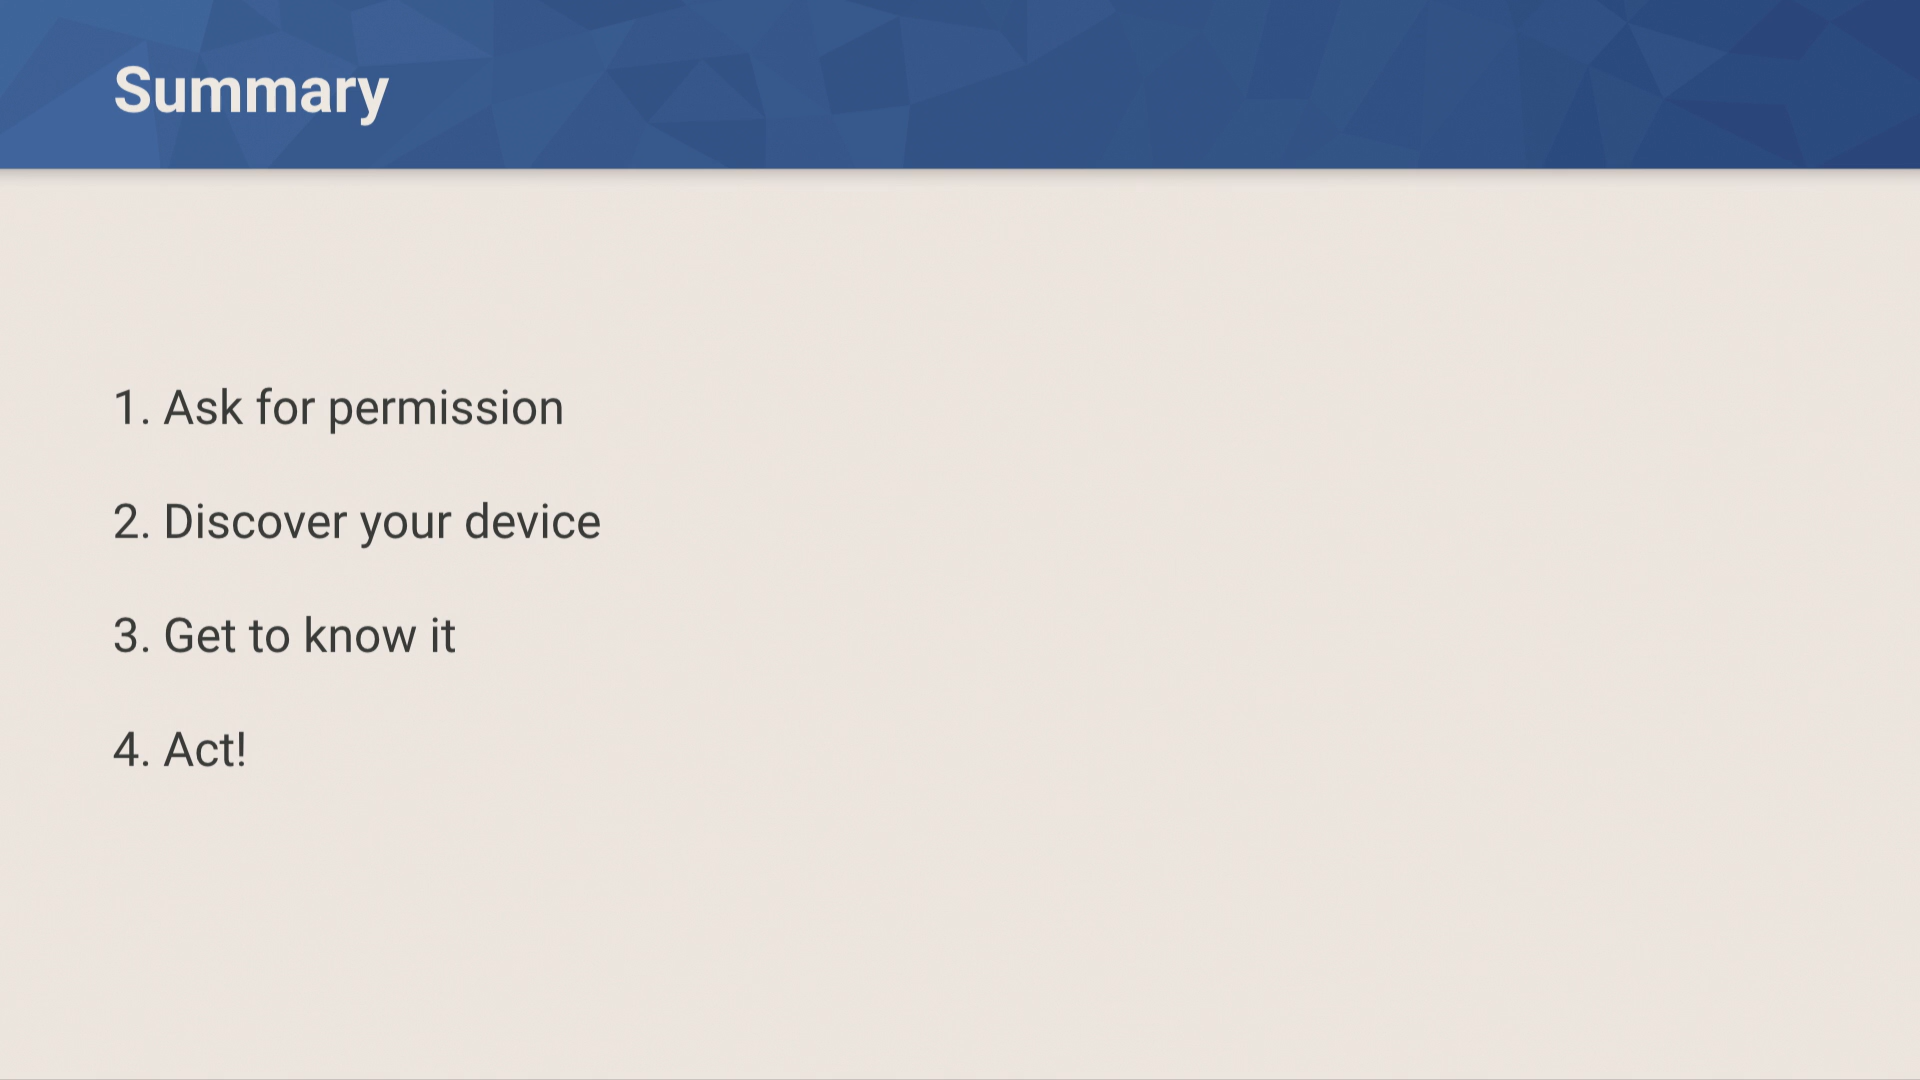 Summary
1. Ask for permission
2. Discover your device
3. Get to know it
4. Act!